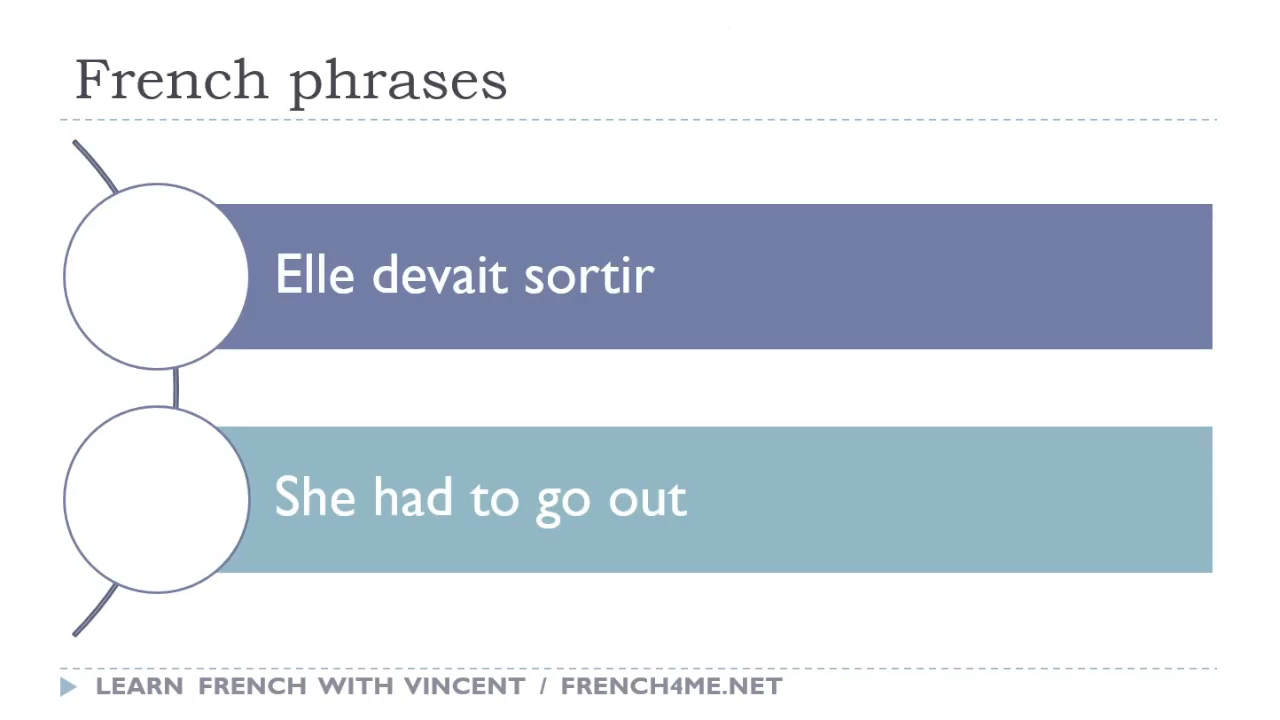 French phrases
Elle devait sortir
She had to go out
LEARN FRENCH WITH VINCENT / FRENCH4ME.NET